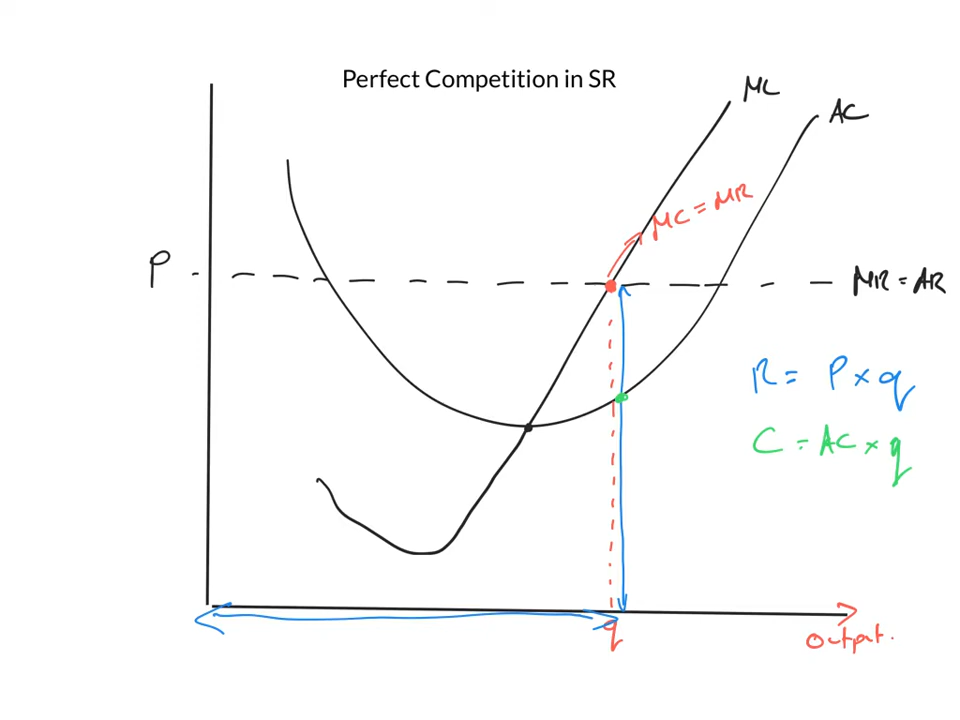 Perfect Competition in SR
MC
AC
MC = MR
P
MR = AR
R = P × q
C = AC × q
q
Output.